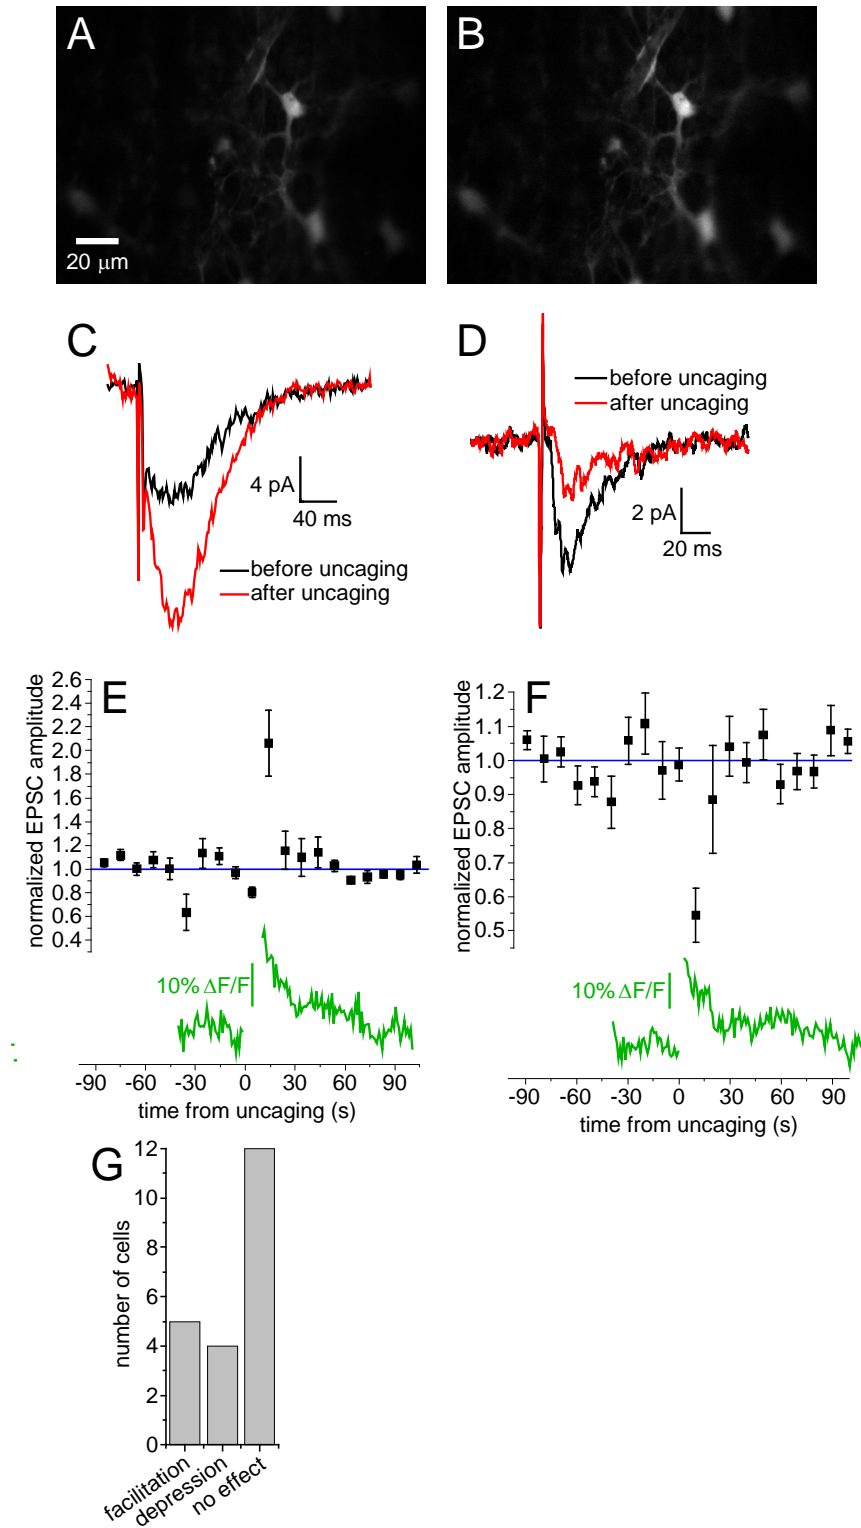 A
B
20 μm
C
D
before uncaging
after uncaging
4 pA
40 ms
2 pA
20 ms
before uncaging
after uncaging
E
normalized EPSC amplitude
2.6
2.4
2.2
2.0
1.8
1.6
1.4
1.2
1.0
0.8
0.6
0.4
10% ΔF/F
-90 -60 -30 0 30 60 90
time from uncaging (s)
F
normalized EPSC amplitude
1.2
1.1
1.0
0.9
0.8
0.7
0.6
0.5
10% ΔF/F
-90 -60 -30 0 30 60 90
time from uncaging (s)
G
number of cells
12
10
8
6
4
2
0
facilitation
depression
no effect